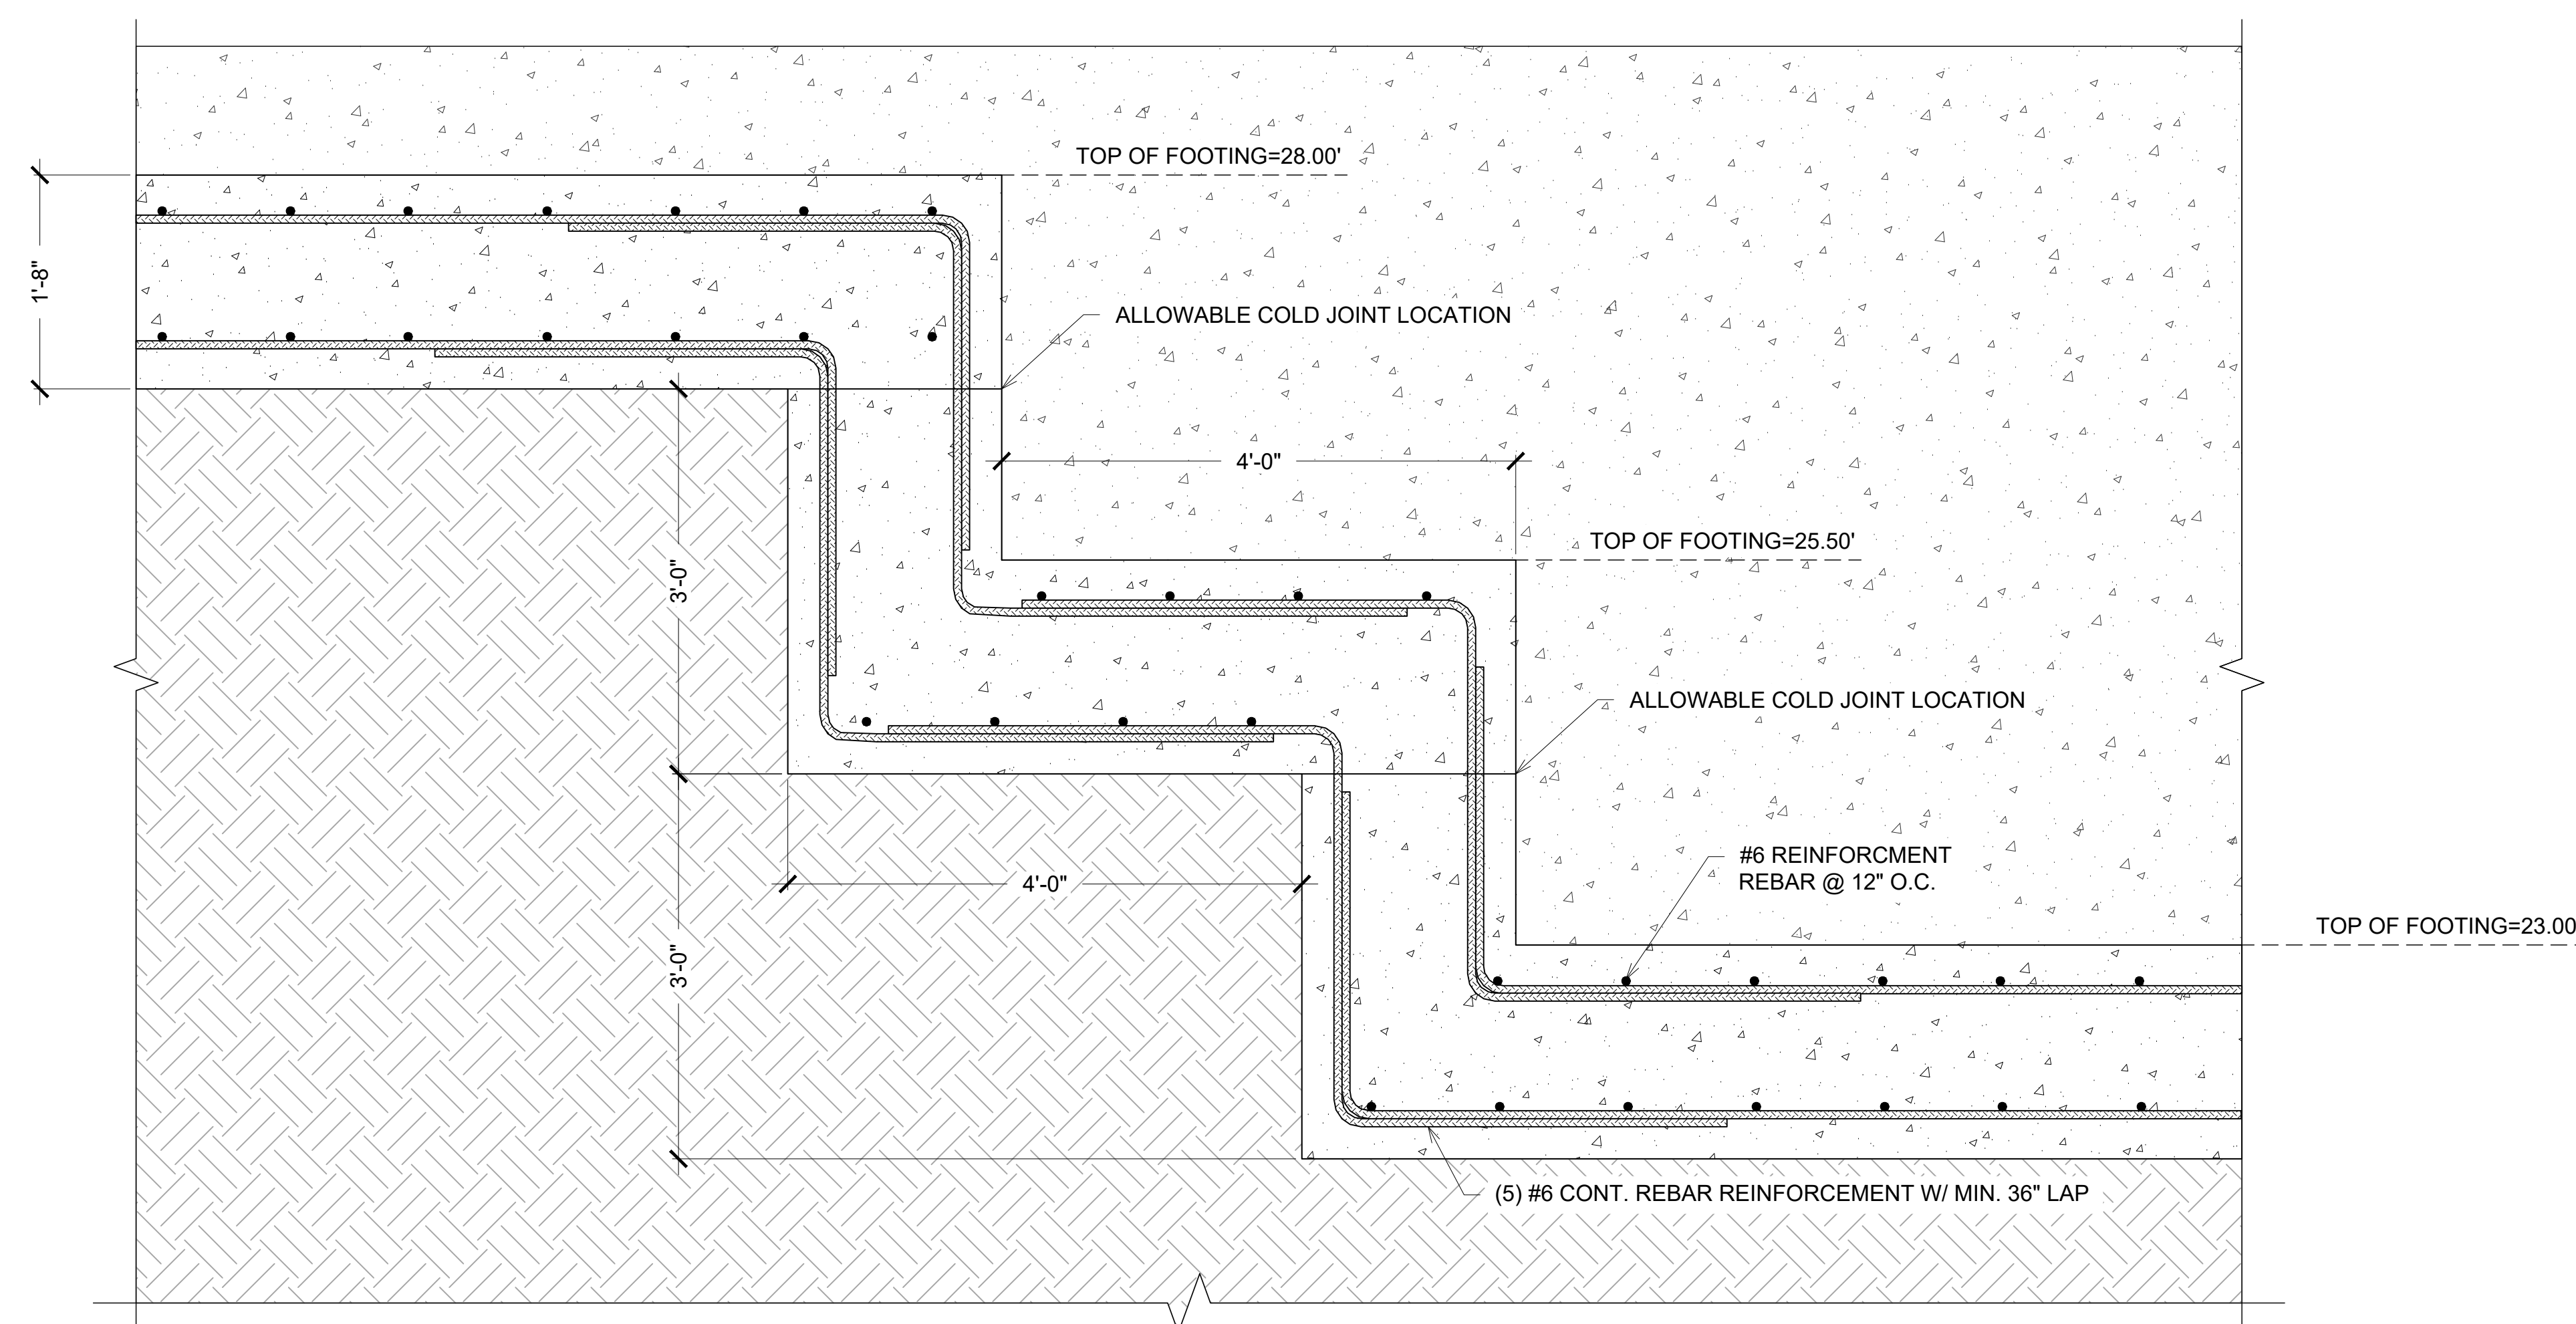 TOP OF FOOTING=28.00'
1'-8"
ALLOWABLE COLD JOINT LOCATION
4'-0"
TOP OF FOOTING=25.50'
3'-0"
ALLOWABLE COLD JOINT LOCATION
#6 REINFORCMENT
REBAR @ 12" O.C.
4'-0"
TOP OF FOOTING=23.00
3'-0"
(5) #6 CONT. REBAR REINFORCEMENT W/ MIN. 36" LAP